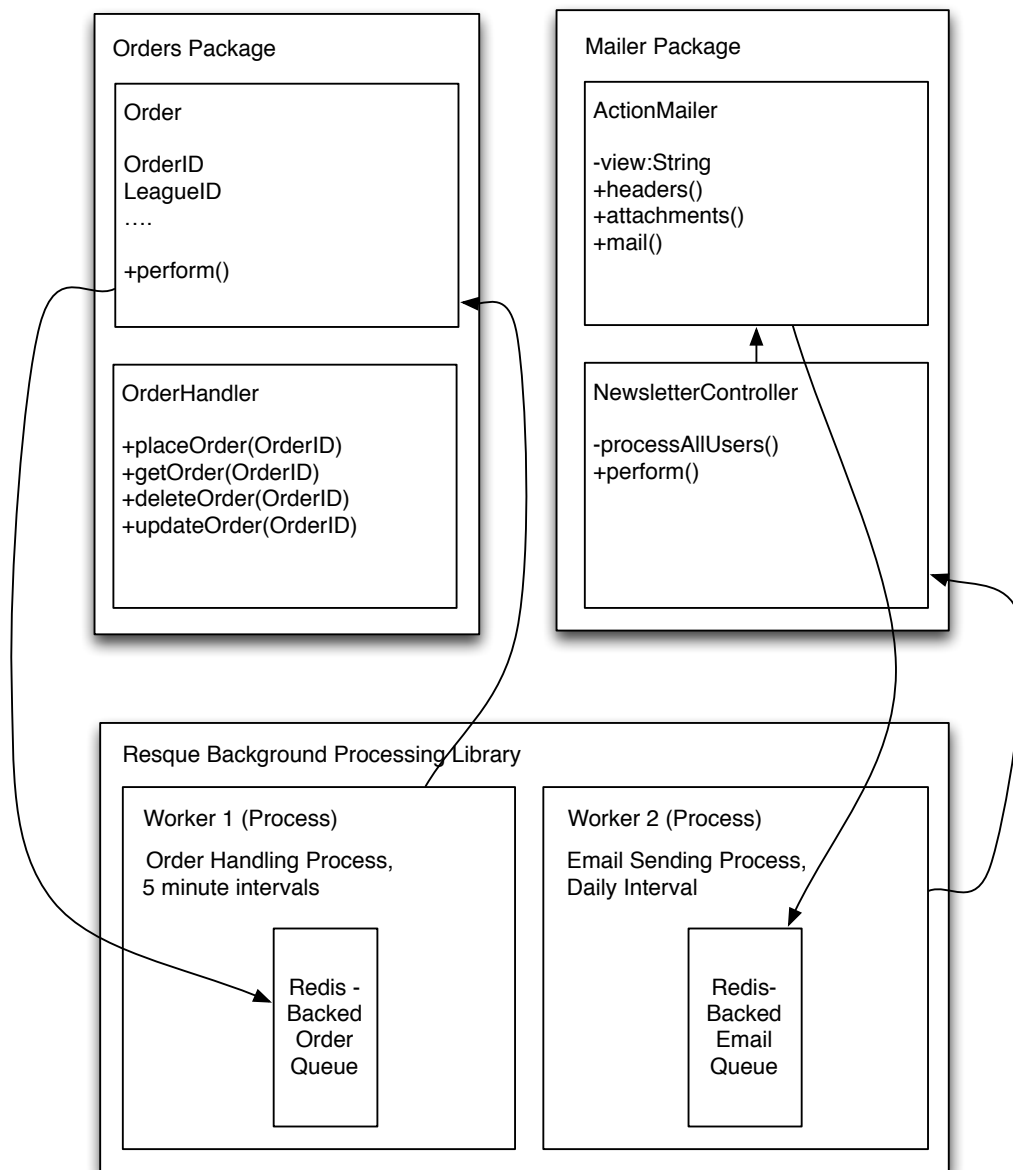 Orders Package
Order
OrderID
LeagueID
....
+perform()
OrderHandler
+placeOrder(OrderID)
+getOrder(OrderID)
+deleteOrder(OrderID)
+updateOrder(OrderID)
Mailer Package
ActionMailer
-view:String
+headers()
+attachments()
+mail()
NewsletterController
-processAllUsers()
+perform()
Resque Background Processing Library
Worker 1 (Process)
Order Handling Process,
5 minute intervals
Redis -
Backed
Order
Queue
Worker 2 (Process)
Email Sending Process,
Daily Interval
Redis-
Backed
Email
Queue